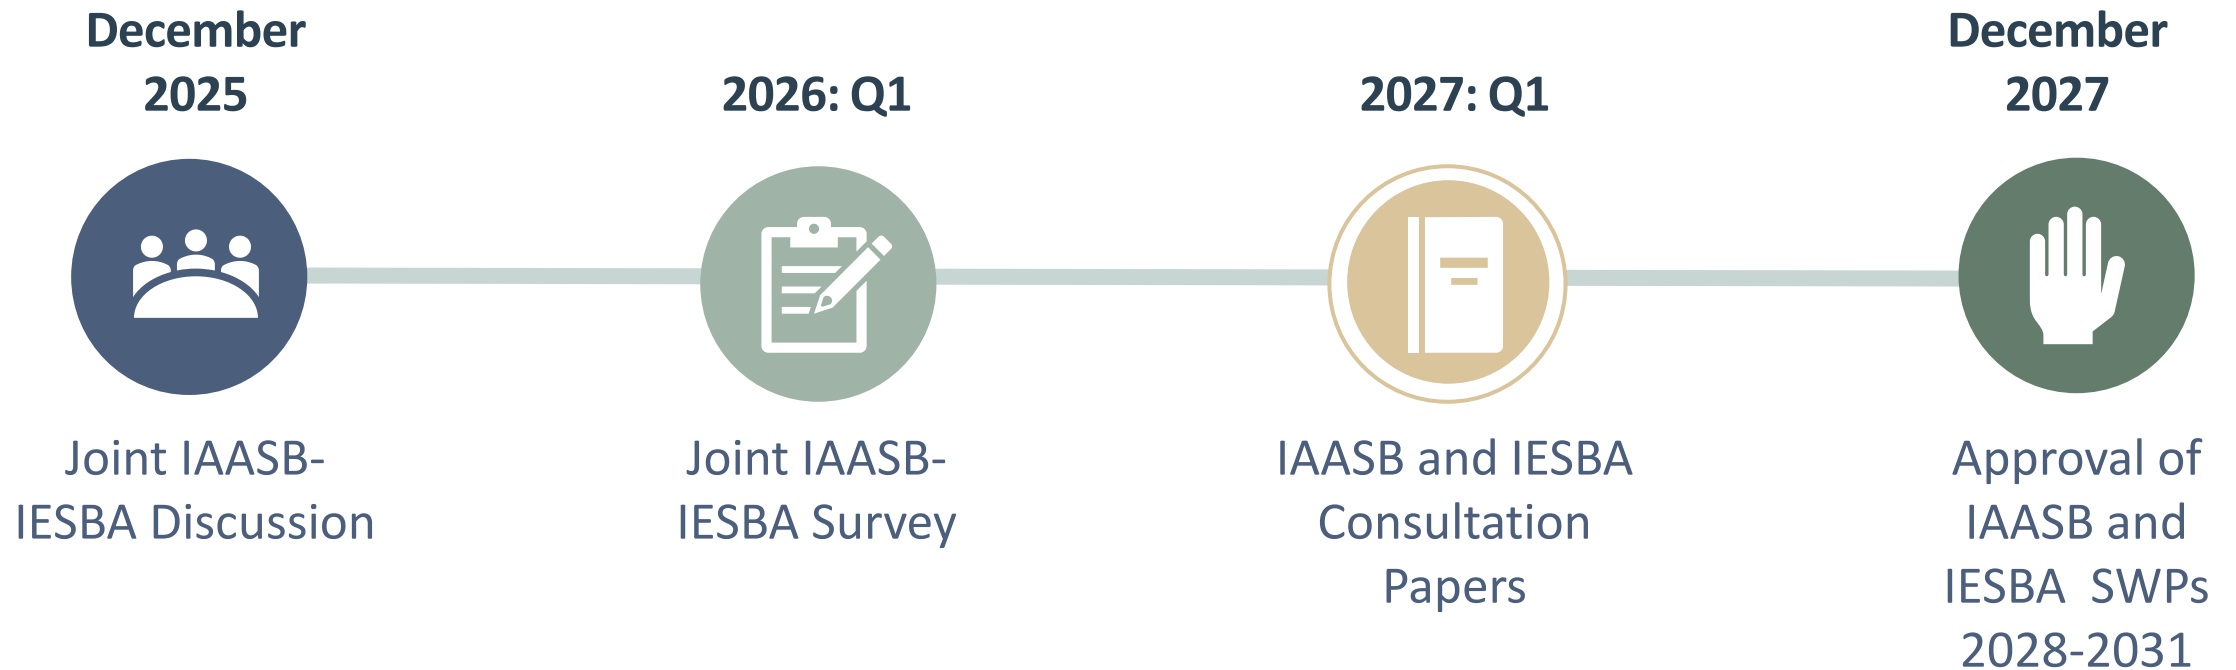 December
2025
Joint IAASB-
IESBA Discussion
2026: Q1
Joint IAASB-
IESBA Survey
2027: Q1
IAASB and IESBA
Consultation
Papers
December
2027
Approval of
IAASB and
IESBA  SWPs
2028-2031